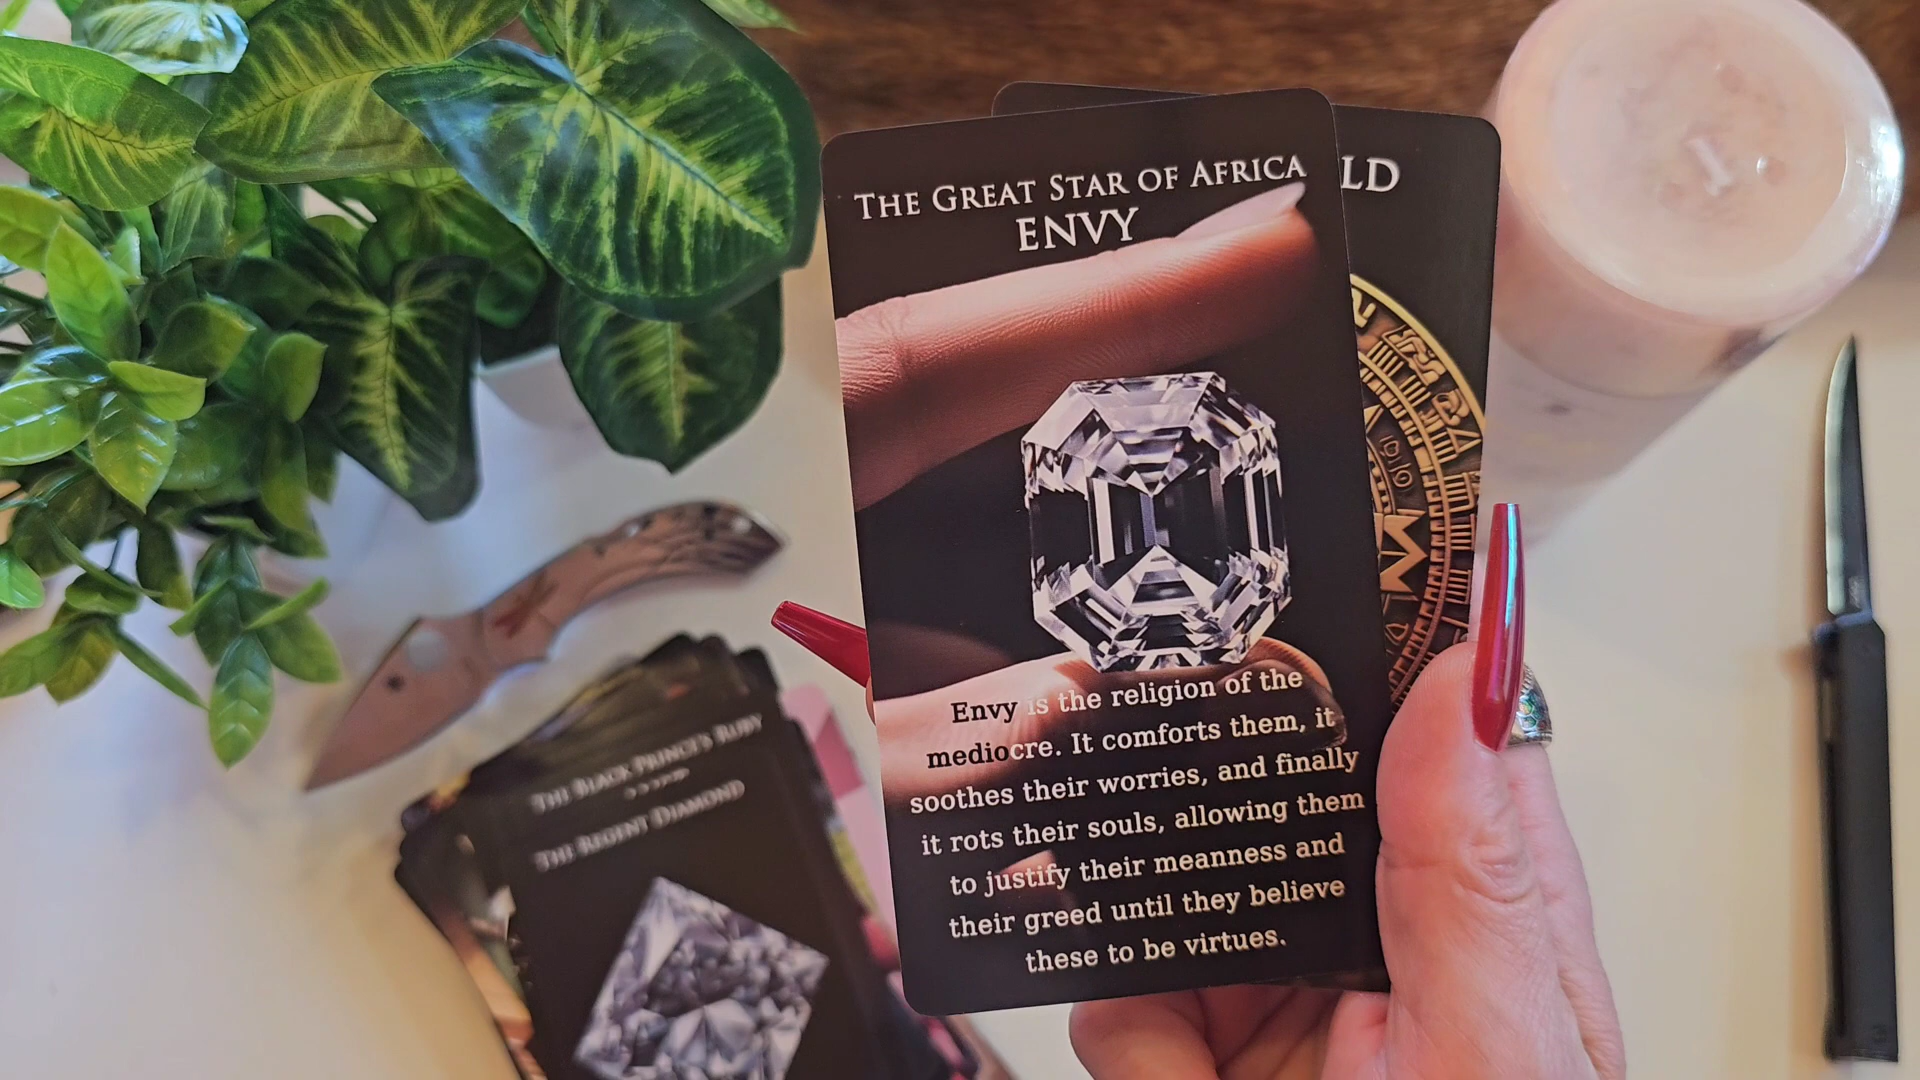 THE GREAT STAR OF AFRICA
ENVY
Envy is the religion of the
mediocre. It comforts them, it
soothes their worries, and finally
it rots their souls, allowing them
to justify their meanness and
their greed until they believe
these to be virtues.
LD
THE BLACK PRINCE'S RUBY
>>>>>>
THE REGENT DIAMOND